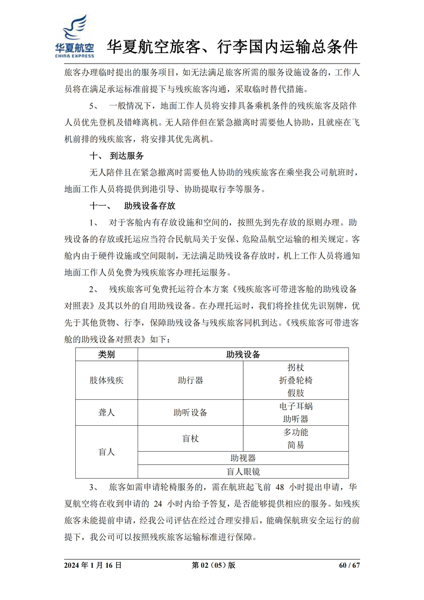 华夏航空
CHINA EXPRESS
华夏航空旅客、行李国内运输总条件
旅客办理临时提出的服务项目，如无法满足旅客所需的服务设施设备的，工作人
员将在满足承运标准前提下与残疾旅客沟通，采取临时替代措施。
5、 一般情况下，地面工作人员将安排具备乘机条件的残疾旅客及陪伴
人员优先登机及错峰离机。无人陪伴但在紧急撤离时需要他人协助，且就座在飞
机前排的残疾旅客，将安排其优先离机。
十、 到达服务
无人陪伴且在紧急撤离时需要他人协助的残疾旅客在乘坐我公司航班时，
地面工作人员将提供到港引导、协助提取行李等服务。
十一、 助残设备存放
1、 对于客舱内有存放设施和空间的，按照先到先存放的原则办理。助
残设备的存放或托运应当符合民航局关于安保、危险品航空运输的相关规定。客
舱内由于硬件设施或空间限制，无法满足助残设备存放时，机上工作人员将通知
地面工作人员免费为残疾旅客办理托运服务。
2、 残疾旅客可免费托运符合本方案《残疾旅客可带进客舱的助残设备
对照表》及其以外的自用助残设备。在办理托运时，我们将拴挂优先识别牌，优
先于其他货物、行李，保障助残设备与残疾旅客同机到达。《残疾旅客可带进客
舱的助残设备对照表》如下：
类别 助残设备
肢体残疾 助行器 拐杖
折叠轮椅
假肢
聋人 助听设备 电子耳蜗
助听器
盲人 盲杖 多功能
简易
助视器
盲人眼镜
3、 旅客如需申请轮椅服务的，需在航班起飞前 48 小时提出申请，华
夏航空将在收到申请的 24 小时内给予答复，是否能够提供相应的服务。如残疾
旅客未能提前申请，经我公司评估在经过合理安排后，能确保航班安全运行的前
提下，我公司可以按照残疾旅客运输标准进行保障。
2024 年 1 月 16 日 第 02（05）版 60 / 67